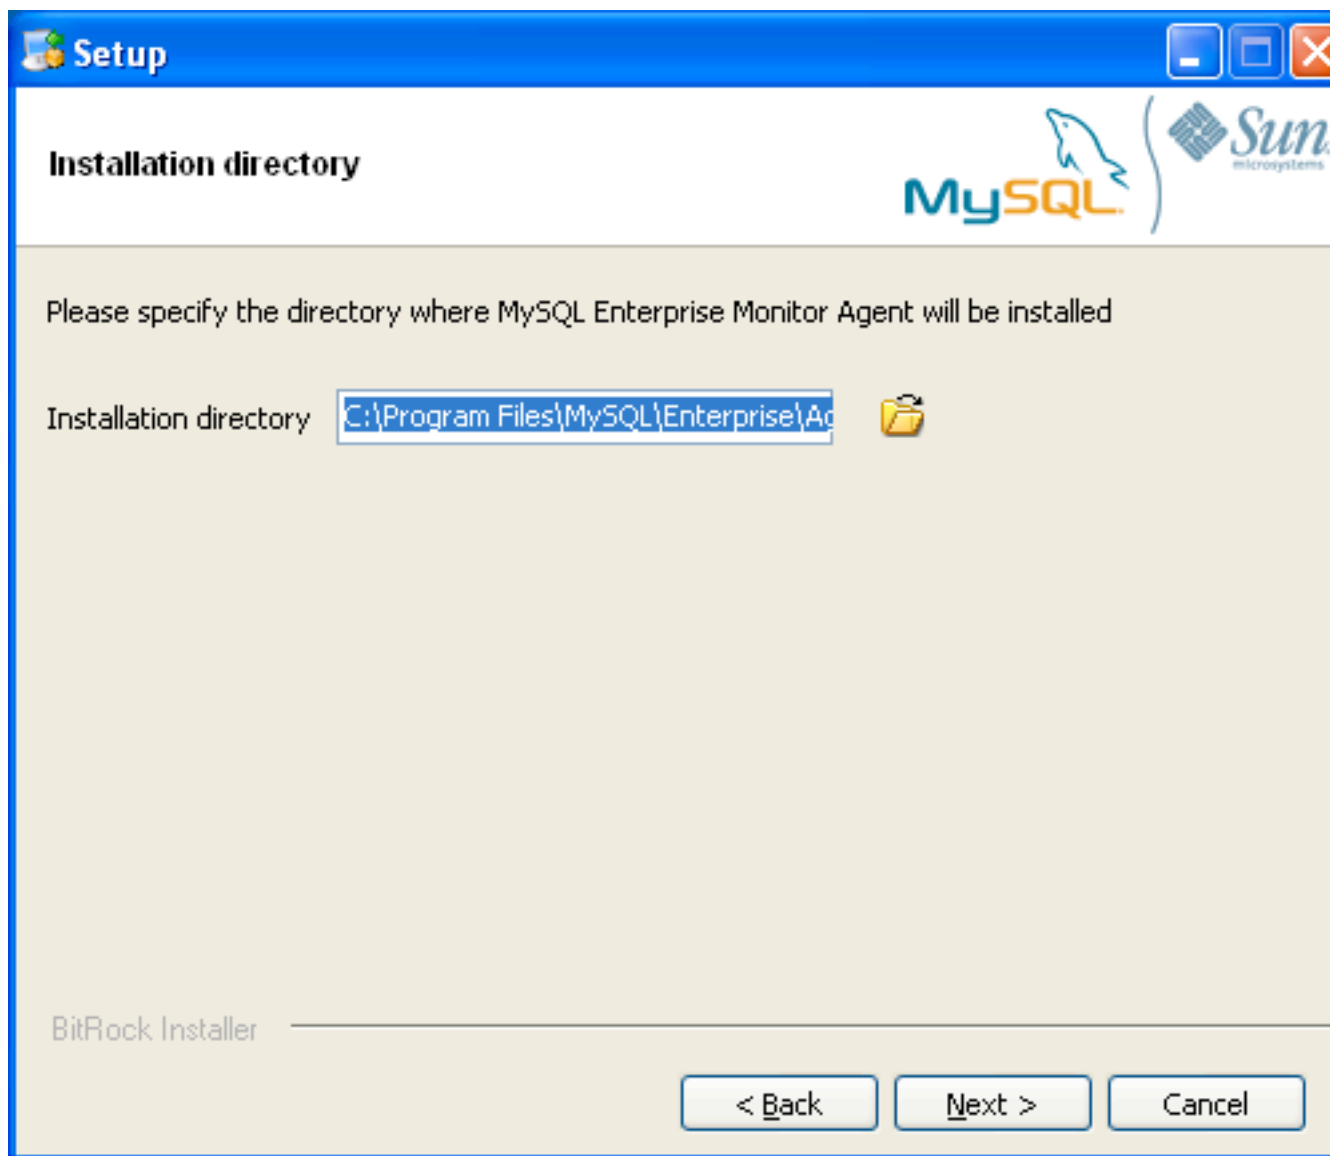 Setup
Installation directory
MySQL
Sun
microsystems
Please specify the directory where MySQL Enterprise Monitor Agent will be installed
Installation directory C:\Program Files\MySQL\Enterprise\Ag
BitRock Installer
< Back Next > Cancel